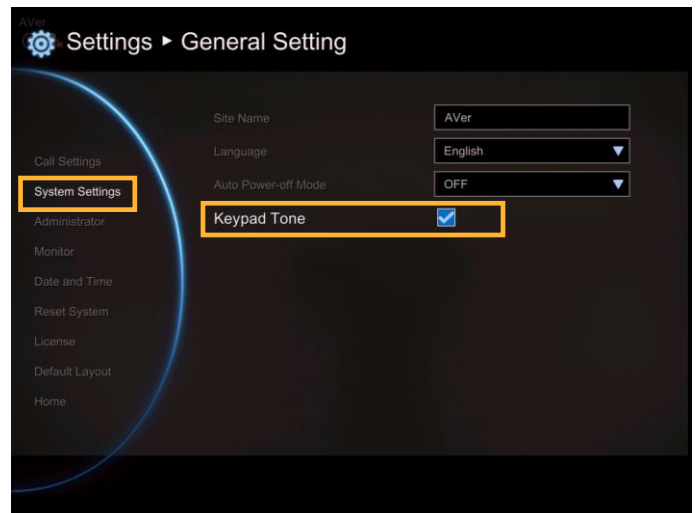 AVer
Settings ► General Setting
Site Name AVer
Language English
Auto Power-off Mode OFF
Keypad Tone
Call Settings
System Settings
Administrator
Monitor
Date and Time
Reset System
License
Default Layout
Home